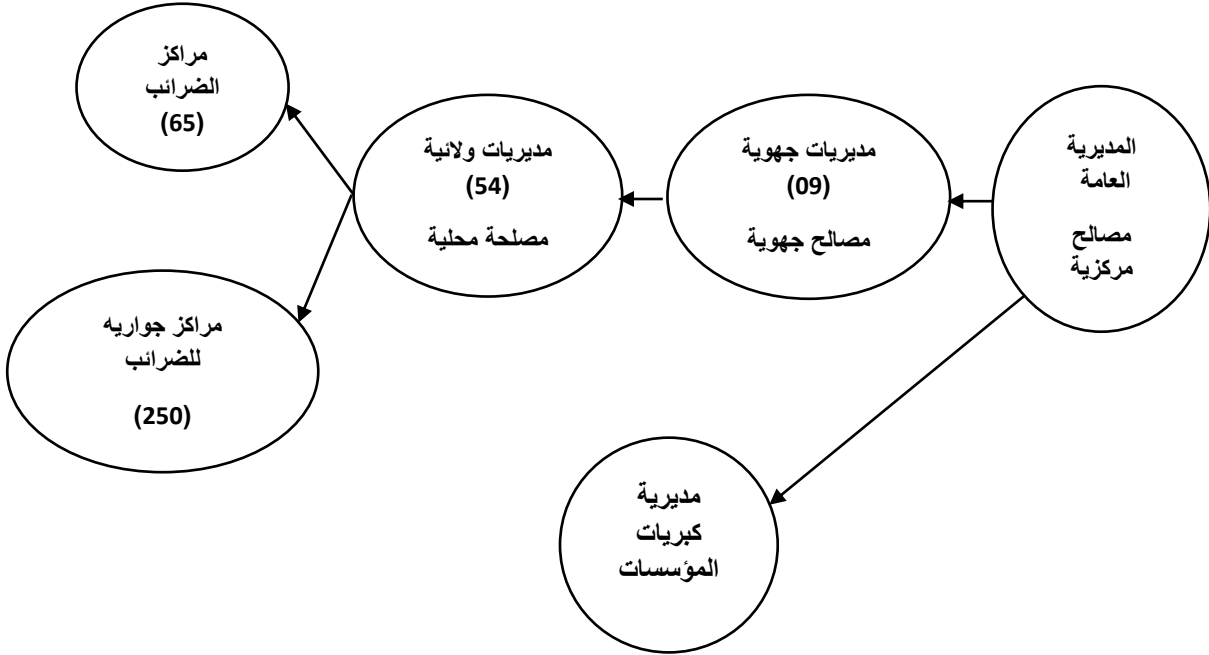 المديرية
العامة
مصالح
مركزية
مديريات جهوية
(09)
مصالح جهوية
مديريات ولائية
(54)
مصلحة محلية
مراكز
الضرائب
(65)
مراكز جواريه
للضرائب
(250)
مديرية
كبريات
المؤسسات